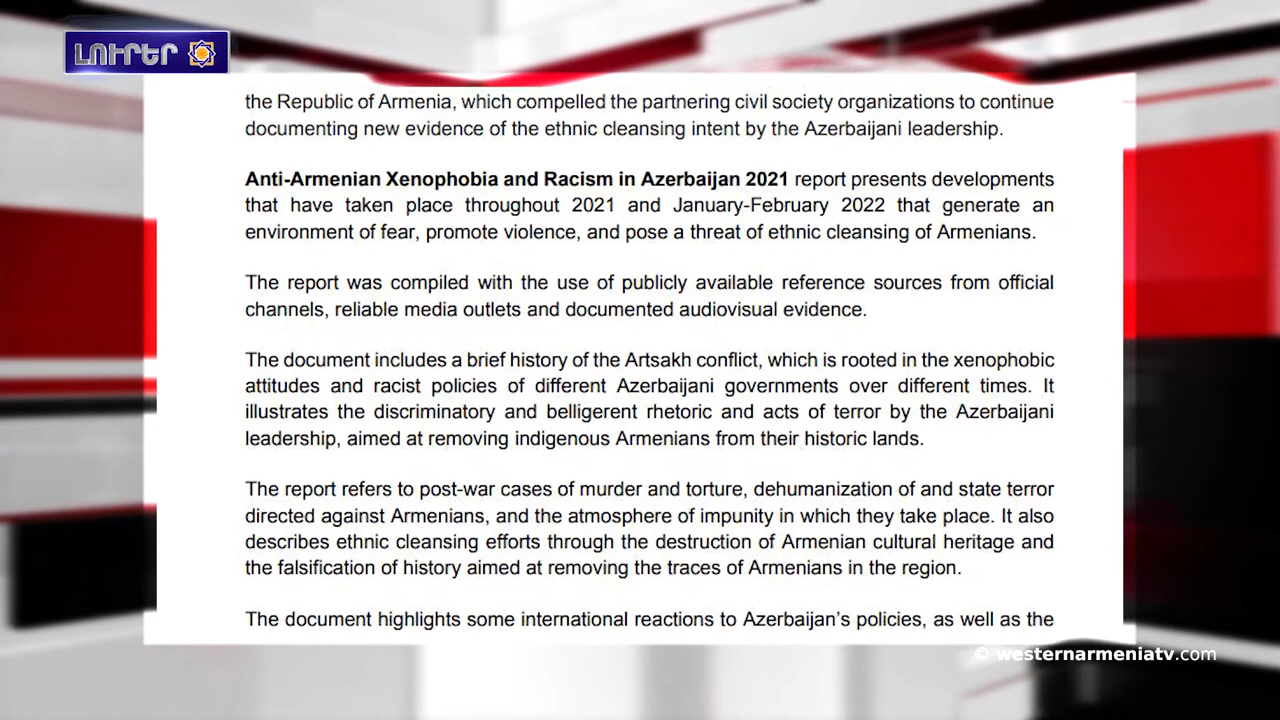 ԼՈՒՐԵՐ
the Republic of Armenia, which compelled the partnering civil society organizations to continue
documenting new evidence of the ethnic cleansing intent by the Azerbaijani leadership.
Anti-Armenian Xenophobia and Racism in Azerbaijan 2021 report presents developments
that have taken place throughout 2021 and January-February 2022 that generate an
environment of fear, promote violence, and pose a threat of ethnic cleansing of Armenians.
The report was compiled with the use of publicly available reference sources from official
channels, reliable media outlets and documented audiovisual evidence.
The document includes a brief history of the Artsakh conflict, which is rooted in the xenophobic
attitudes and racist policies of different Azerbaijani governments over different times. It
illustrates the discriminatory and belligerent rhetoric and acts of terror by the Azerbaijani
leadership, aimed at removing indigenous Armenians from their historic lands.
The report refers to post-war cases of murder and torture, dehumanization of and state terror
directed against Armenians, and the atmosphere of impunity in which they take place. It also
describes ethnic cleansing efforts through the destruction of Armenian cultural heritage and
the falsification of history aimed at removing the traces of Armenians in the region.
The document highlights some international reactions to Azerbaijan’s policies, as well as the
© westernarmeniatv.com